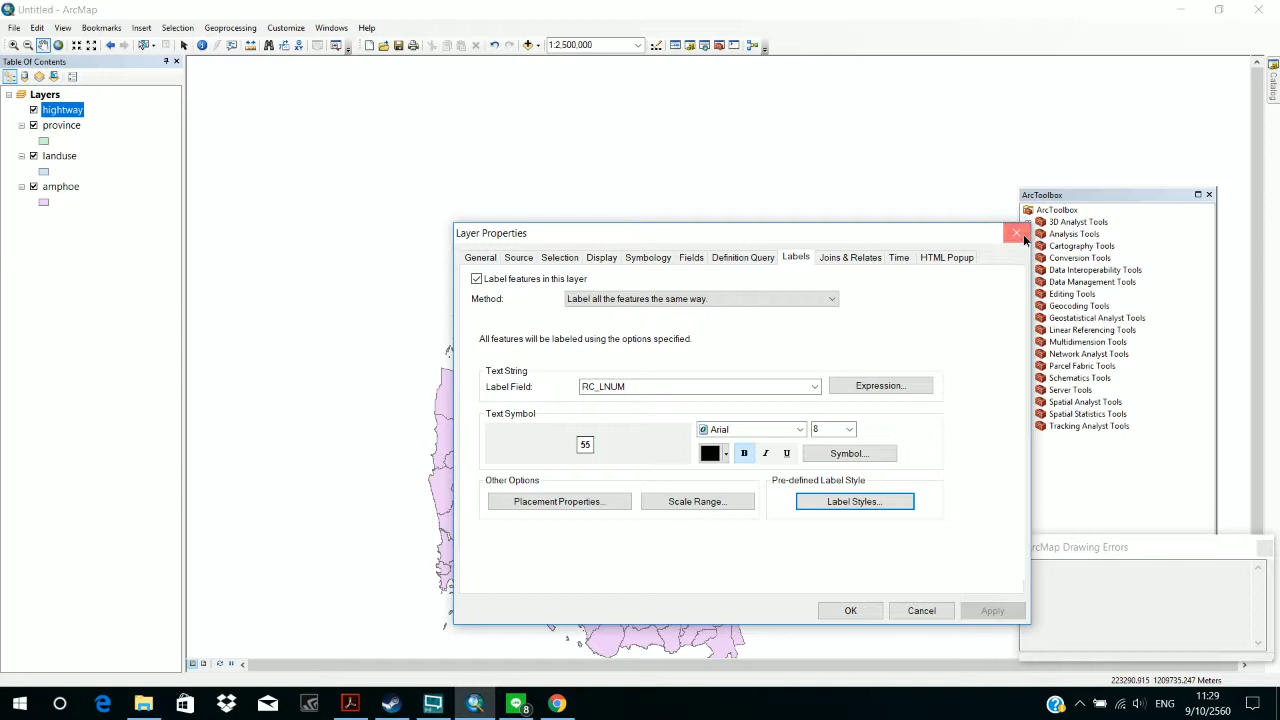 Untitled - ArcMap
File Edit View Bookmarks Insert Selection Geoprocessing Customize Windows Help
1:2,500,000
Table Of Contents
Layers
hightway
province
landuse
amphoe
Catalog
ArcToolbox
ArcToolbox
3D Analyst Tools
Analysis Tools
Cartography Tools
Conversion Tools
Data Interoperability Tools
Data Management Tools
Editing Tools
Geocoding Tools
Geostatistical Analyst Tools
Linear Referencing Tools
Multidimension Tools
Network Analyst Tools
Parcel Fabric Tools
Schematics Tools
Server Tools
Spatial Analyst Tools
Spatial Statistics Tools
Tracking Analyst Tools
Layer Properties
General Source Selection Display Symbology Fields Definition Query Labels Joins & Relates Time HTML Popup
Label features in this layer
Method: Label all the features the same way.
All features will be labeled using the options specified.
Text String
Label Field: RC_LNUM Expression...
Text Symbol
55
Arial 8
B I U Symbol...
Other Options
Pre-defined Label Style
Placement Properties... Scale Range... Label Styles...
OK Cancel Apply
rcMap Drawing Errors
223290.915 1209735.247 Meters
8
ENG
11:29
9/10/2560